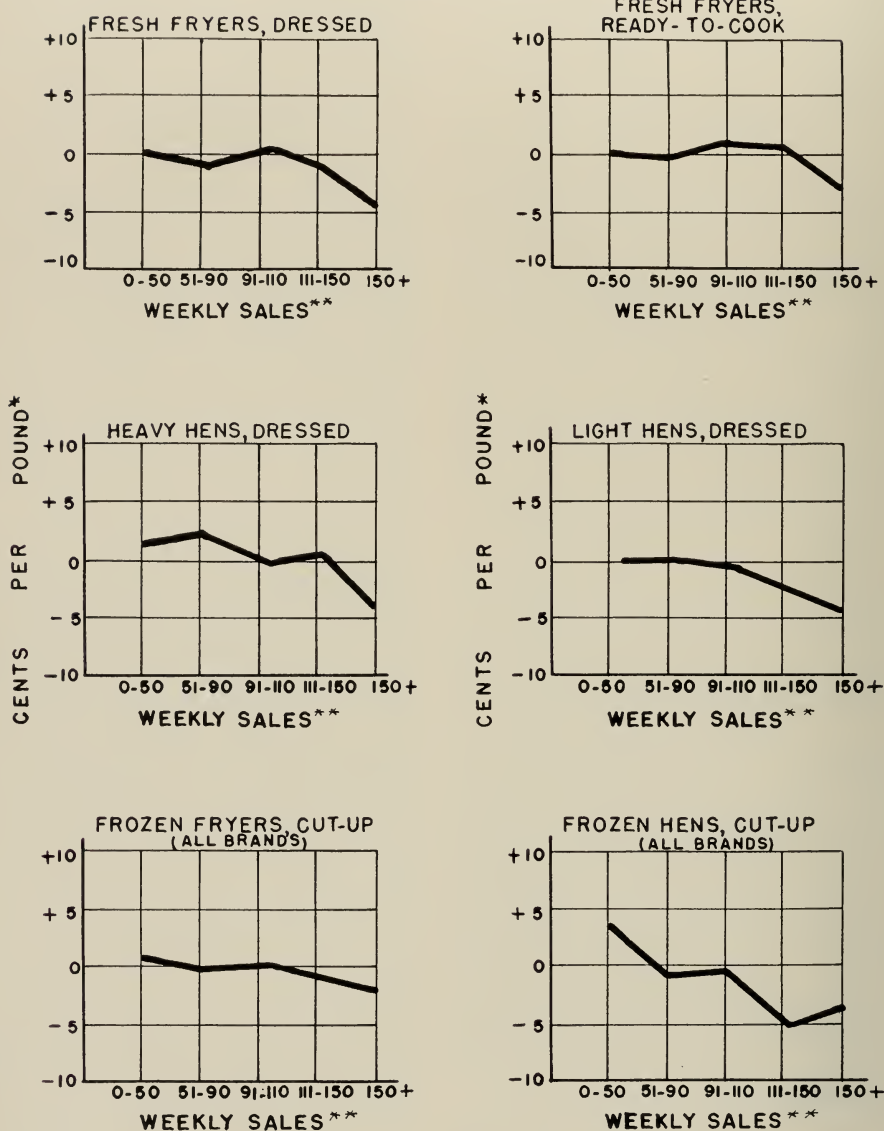 FRESH FRYERS, DRESSED
+10
+ 5
0
- 5
-10
0-50 51-90 91-110 111-150 150+
WEEKLY SALES**
FRESH FRYERS,
READY-TO-COOK
+10
+ 5
0
- 5
-10
0-50 51-90 91-110 111-150 150+
WEEKLY SALES**
CENTS PER POUND*
HEAVY HENS, DRESSED
+10
+ 5
0
- 5
-10
0-50 51-90 91-110 111-150 150+
WEEKLY SALES**
CENTS PER POUND*
LIGHT HENS, DRESSED
+10
+ 5
0
- 5
-10
0-50 51-90 91-110 111-150 150+
WEEKLY SALES**
FROZEN FRYERS, CUT-UP
(ALL BRANDS)
+10
+ 5
0
- 5
-10
0-50 51-90 91-110 111-150 150+
WEEKLY SALES**
FROZEN HENS, CUT-UP
(ALL BRANDS)
+10
+ 5
0
- 5
-10
0-50 51-90 91-110 111-150 150+
WEEKLY SALES**